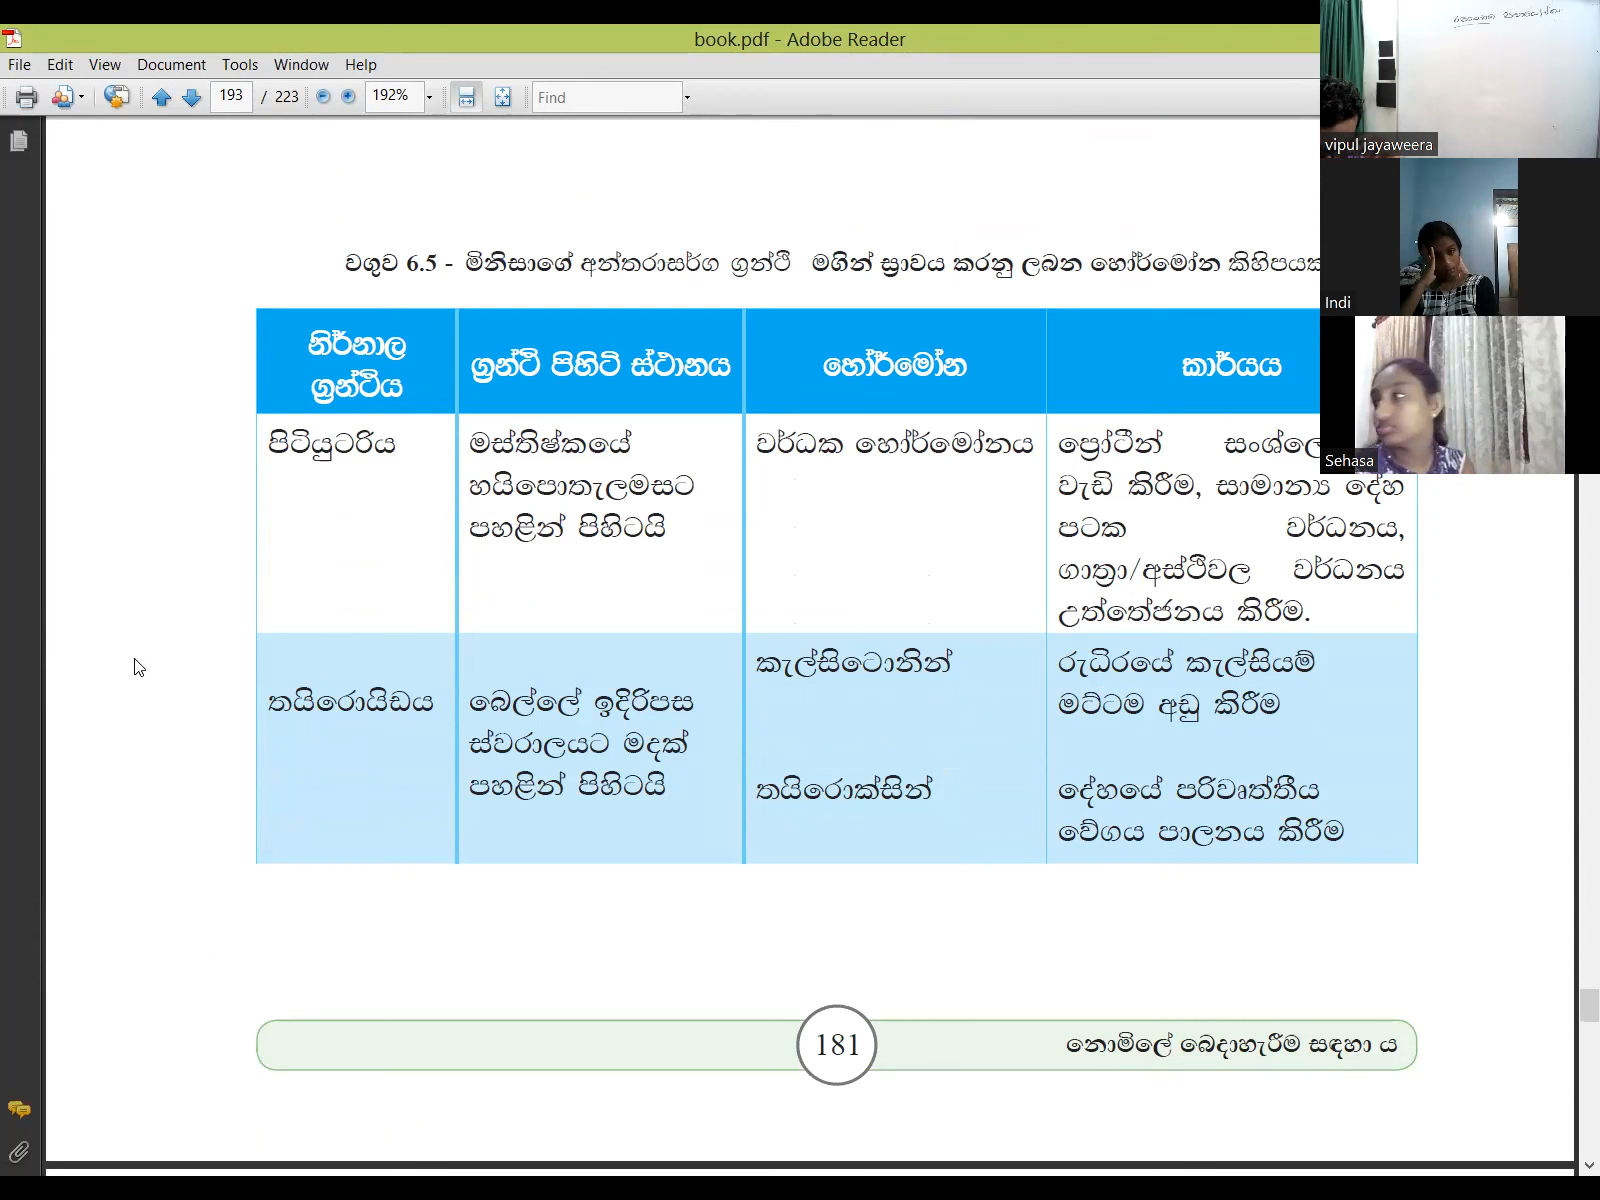 book.pdf - Adobe Reader
File Edit View Document Tools Window Help
193 / 223 192% Find
වගුව 6.5 - මිනිසාගේ අන්තරාසර්ග ග්‍රන්ථි මගින් ස්‍රාවය කරනු ලබන හෝර්මෝන
නිර්නාල
ග්‍රන්ථිය
ග්‍රන්ථි පිහිටි ස්ථානය
හෝර්මෝන
කාර්යය
පිටියුටරිය
මස්තිෂ්කයේ
හයිපොතැලමසට
පහළින් පිහිටයි
වර්ධක හෝර්මෝනය
ප්‍රෝටීන්
වැඩි කිරීම, සාමාන්‍ය දේහ
පටක වර්ධනය,
ගාත්‍රා/අස්ථිවල වර්ධනය
උත්තේජනය කිරීම.
තයිරොයිඩය
බෙල්ලේ ඉදිරිපස
ස්වරාලයට මදක්
පහළින් පිහිටයි
කැල්සිටොනින්
රුධිරයේ කැල්සියම්
මට්ටම අඩු කිරීම
තයිරොක්සින්
දේහයේ පරිවෘත්තීය
වේගය පාලනය කිරීම
181
නොමිලේ බෙදාහැරීම සඳහා ය
vipul jayaweera
Indi
Sehasa